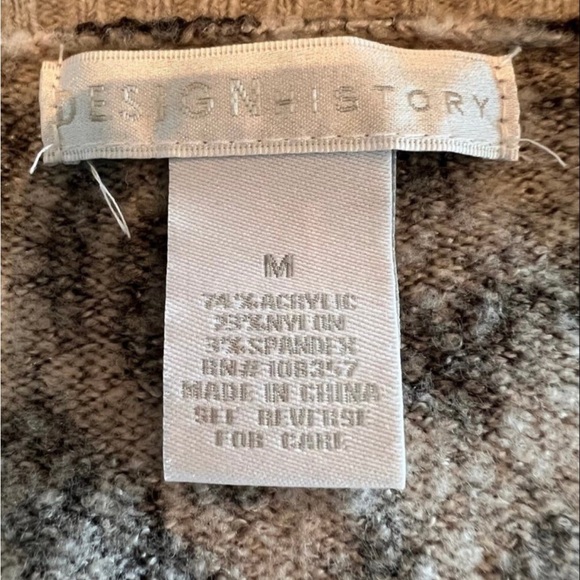 DESIGN HISTORY
M
74% ACRYLIC
23% NYLON
3% SPANDEX
RN# 108357
MADE IN CHINA
SEE REVERSE
FOR CARE